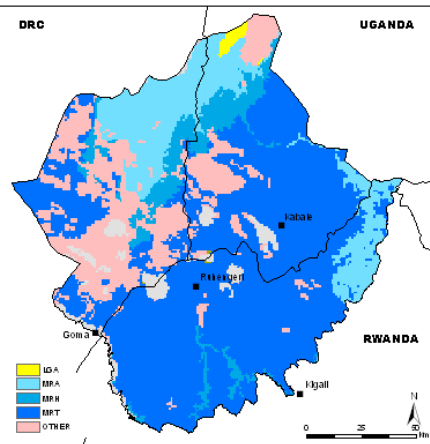 DRC
UGANDA
Kabale
Ruhengeri
Goma
RWANDA
Kigali
LGA
MRA
MRH
MRT
OTHER
N
0 25 50
Km